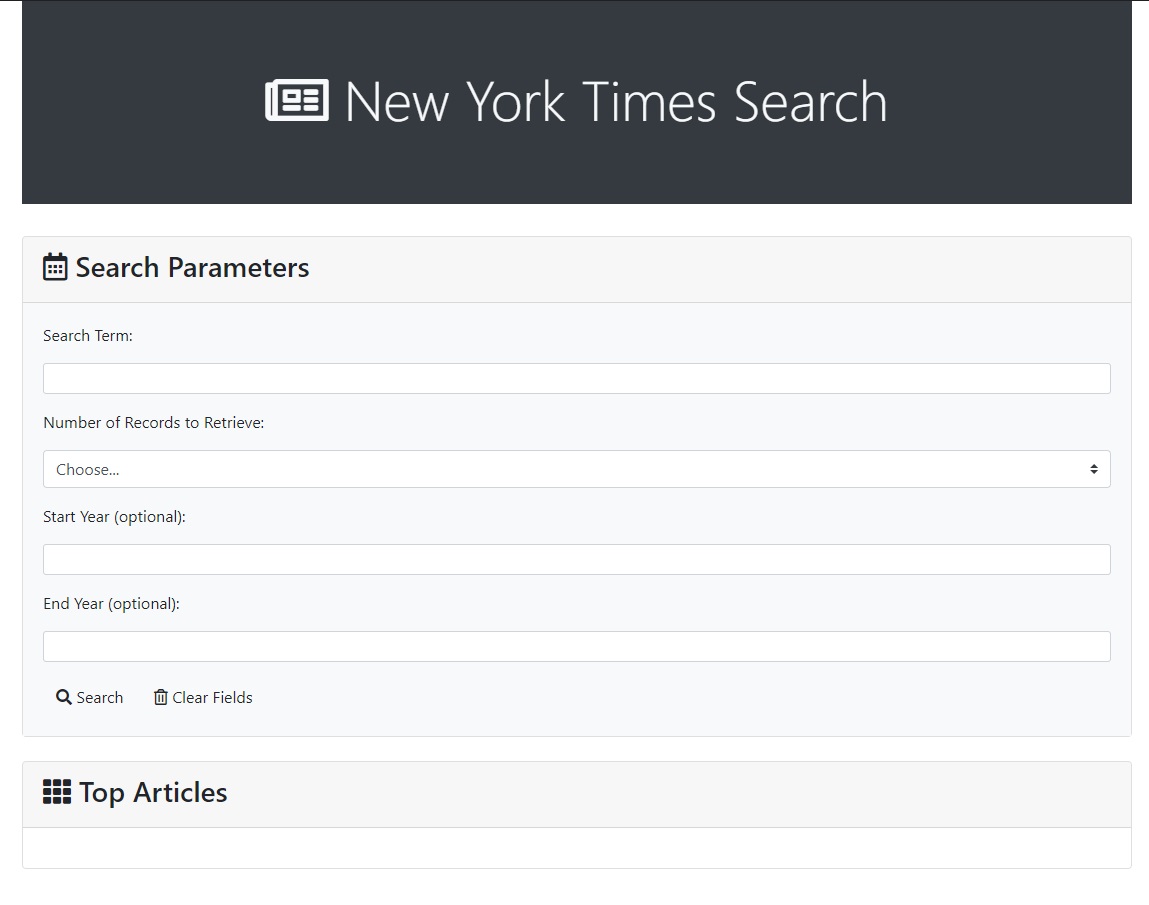 New York Times Search
Search Parameters
Search Term:
Number of Records to Retrieve:
Choose...
Start Year (optional):
End Year (optional):
Search Clear Fields
Top Articles